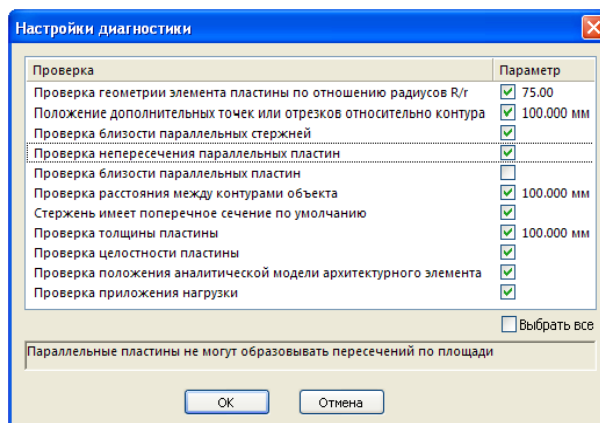 Настройки диагностики
Проверка Параметр
Проверка геометрии элемента пластины по отношению радиусов R/r 75.00
Положение дополнительных точек или отрезков относительно контура 100.000 мм
Проверка близости параллельных стержней
Проверка непересечения параллельных пластин
Проверка близости параллельных пластин
Проверка расстояния между контурами объекта 100.000 мм
Стержень имеет поперечное сечение по умолчанию
Проверка толщины пластины 100.000 мм
Проверка целостности пластины
Проверка положения аналитической модели архитектурного элемента
Проверка приложения нагрузки
Выбрать все
Параллельные пластины не могут образовывать пересечений по площади
ОК Отмена